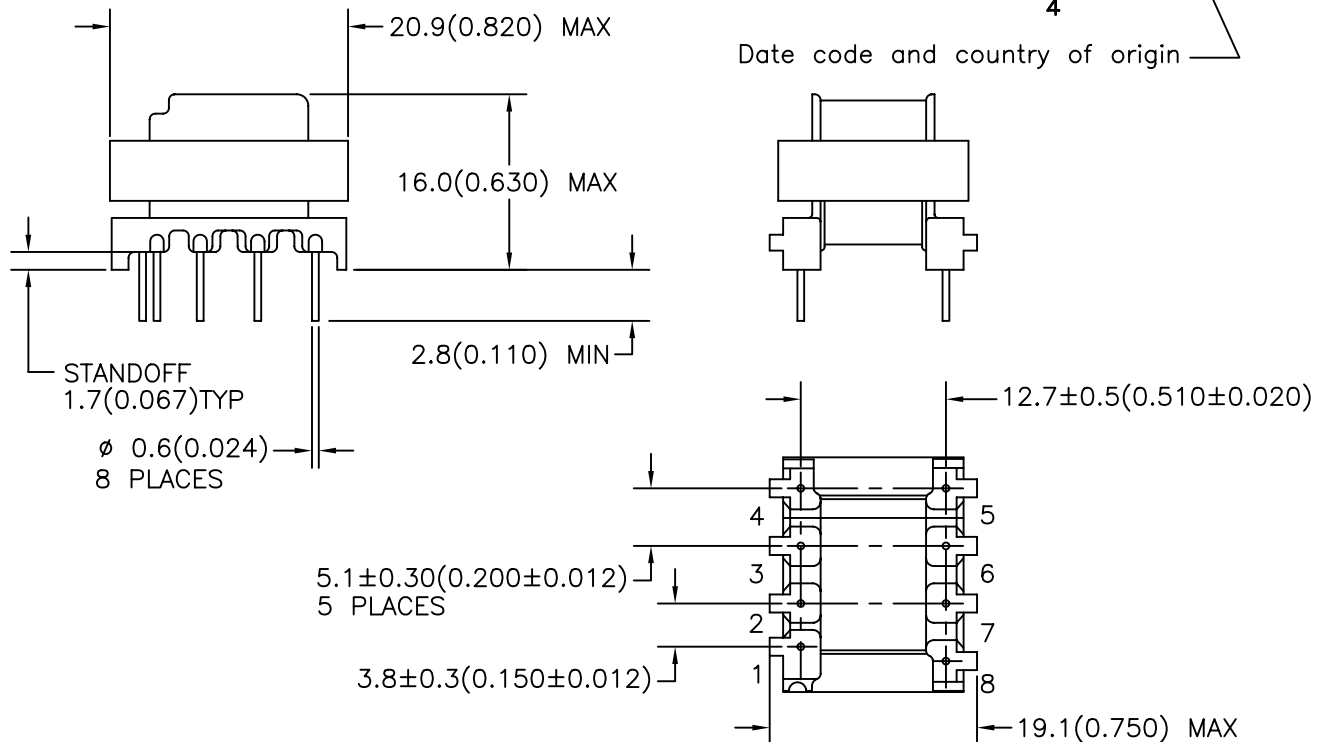 20.9(0.820) MAX
4
Date code and country of origin
16.0(0.630) MAX
2.8(0.110) MIN
STANDOFF
1.7(0.067)TYP
ø 0.6(0.024)
8 PLACES
12.7±0.5(0.510±0.020)
4
5
5.1±0.30(0.200±0.012)
5 PLACES
3
6
2
7
3.8±0.3(0.150±0.012)
1
8
19.1(0.750) MAX